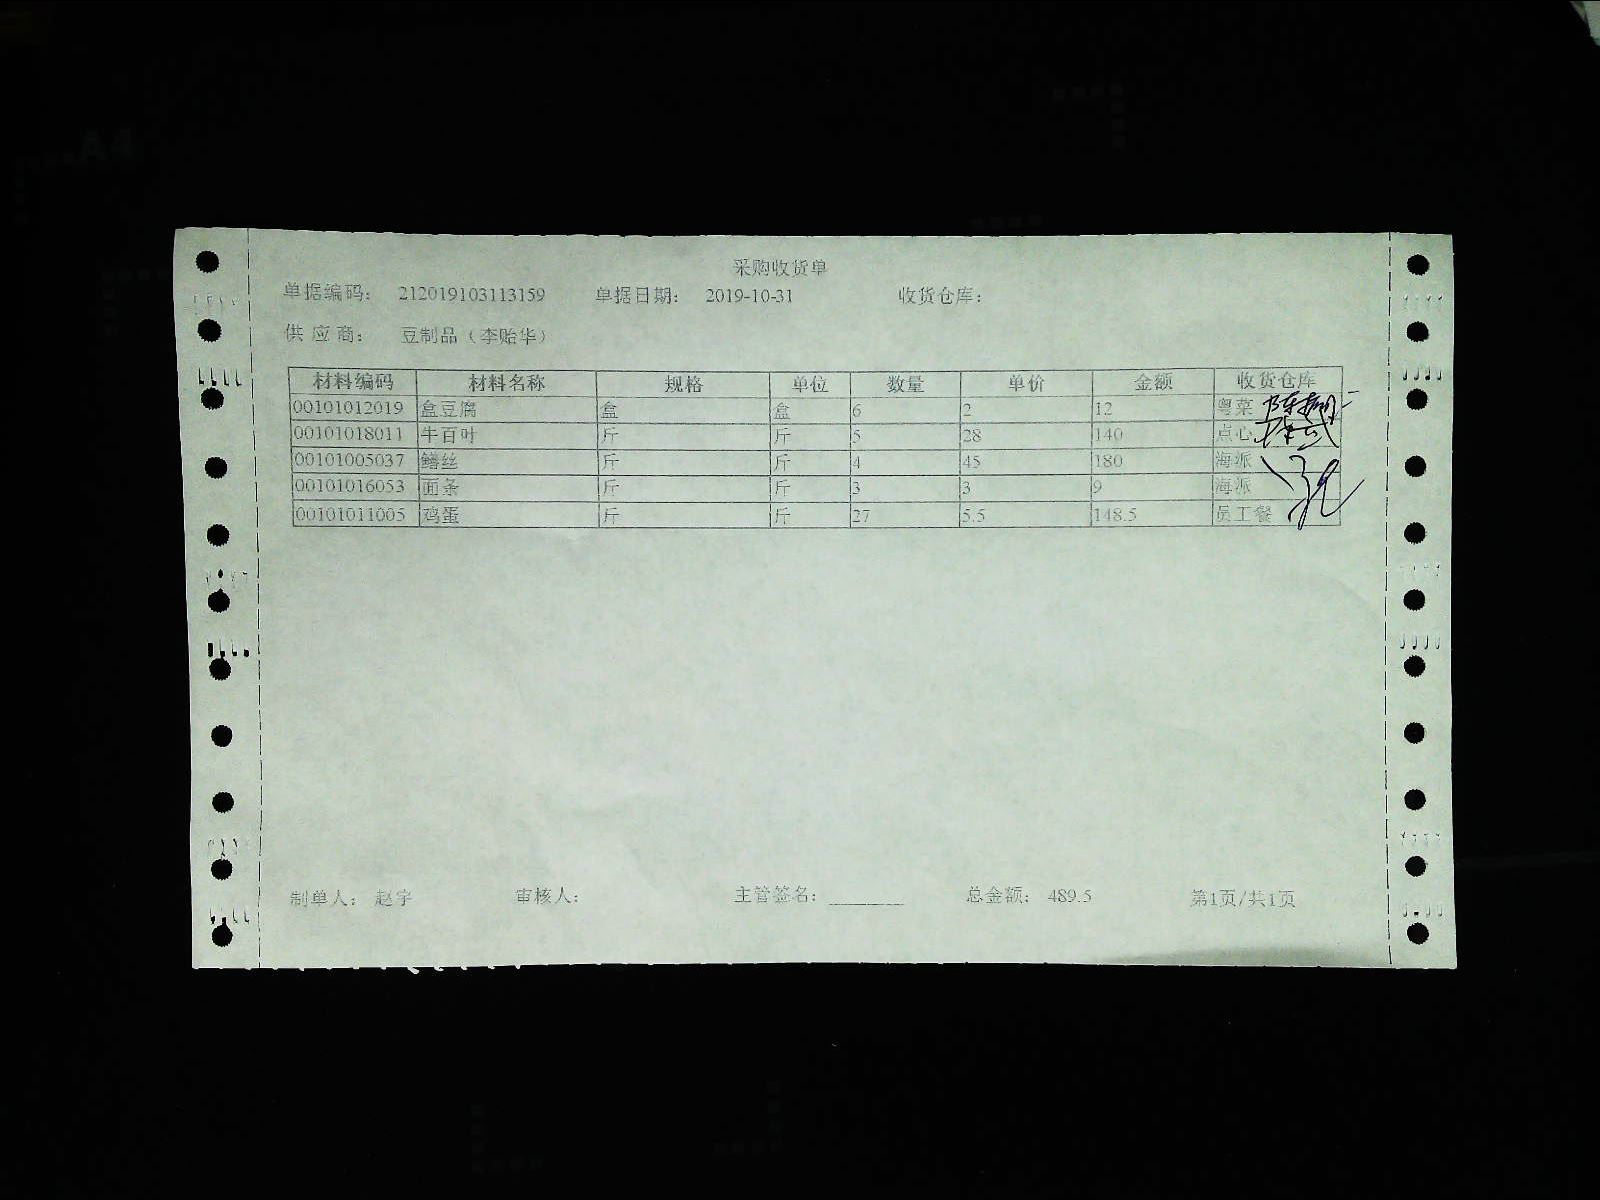 采购收货单
单据编码： 212019103113159 单据日期： 2019-10-31 收货仓库：
供 应 商： 豆制品（李贻华）
材料编码 材料名称 规格 单位 数量 单价 金额 收货仓库
00101012019 盒豆腐 盒 盒 6 2 12 粤菜
00101018011 牛百叶 斤 斤 5 28 140 点心
00101005037 鳝丝 斤 斤 4 45 180 海派
00101016053 面条 斤 斤 3 3 9 海派
00101011005 鸡蛋 斤 斤 27 5.5 148.5 员工餐
制单人： 赵宇 审核人： 主管签名： 总金额： 489.5 第1页/共1页